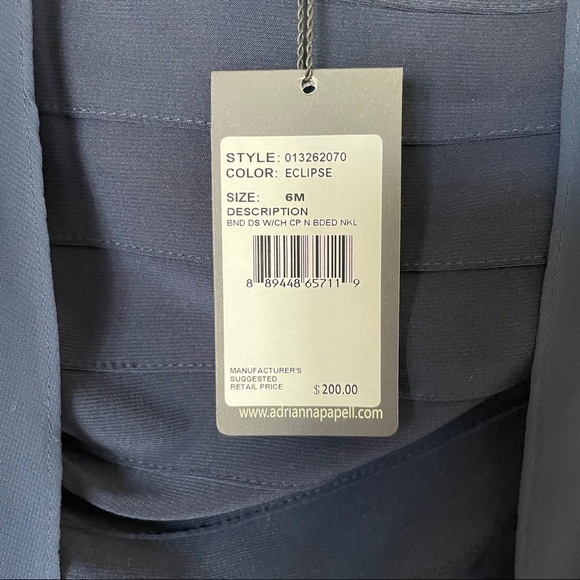 STYLE: 013262070
COLOR: ECLIPSE
SIZE: 6M
DESCRIPTION
BND DS W/CH CP N BDED NKL
8 89448 65711 9
MANUFACTURER'S
SUGGESTED
RETAIL PRICE $200.00
www.adriannapapell.com